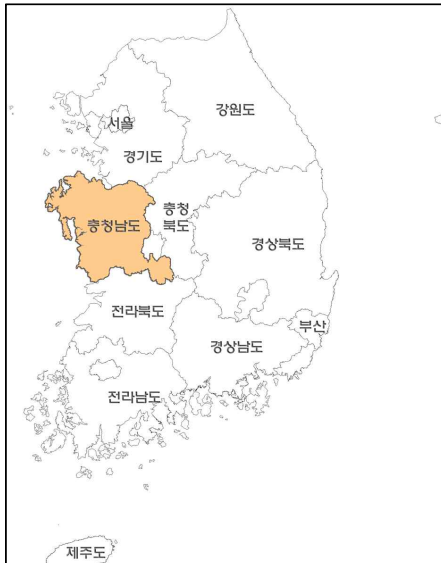 강원도
서울
경기도
충청남도
충청
북도
경상북도
전라북도
부산
경상남도
전라남도
제주도